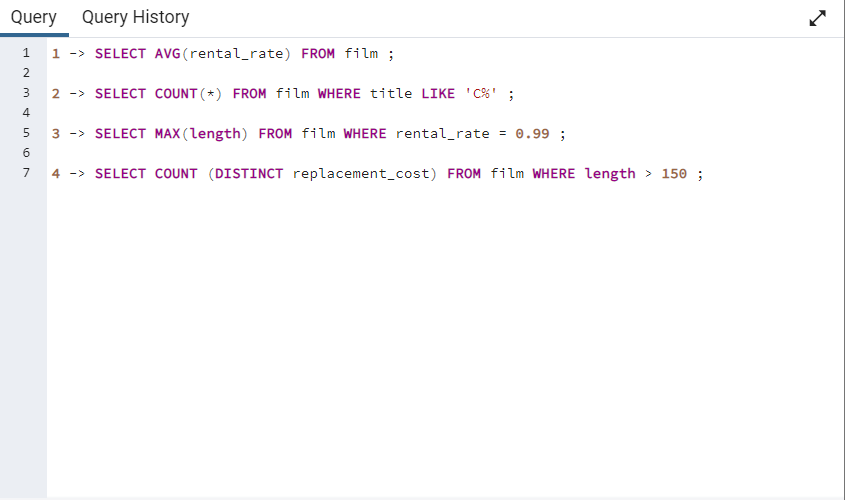 Query Query History
1 1 -> SELECT AVG(rental_rate) FROM film ;
2
3 2 -> SELECT COUNT(*) FROM film WHERE title LIKE 'C%' ;
4
5 3 -> SELECT MAX(length) FROM film WHERE rental_rate = 0.99 ;
6
7 4 -> SELECT COUNT (DISTINCT replacement_cost) FROM film WHERE length > 150 ;